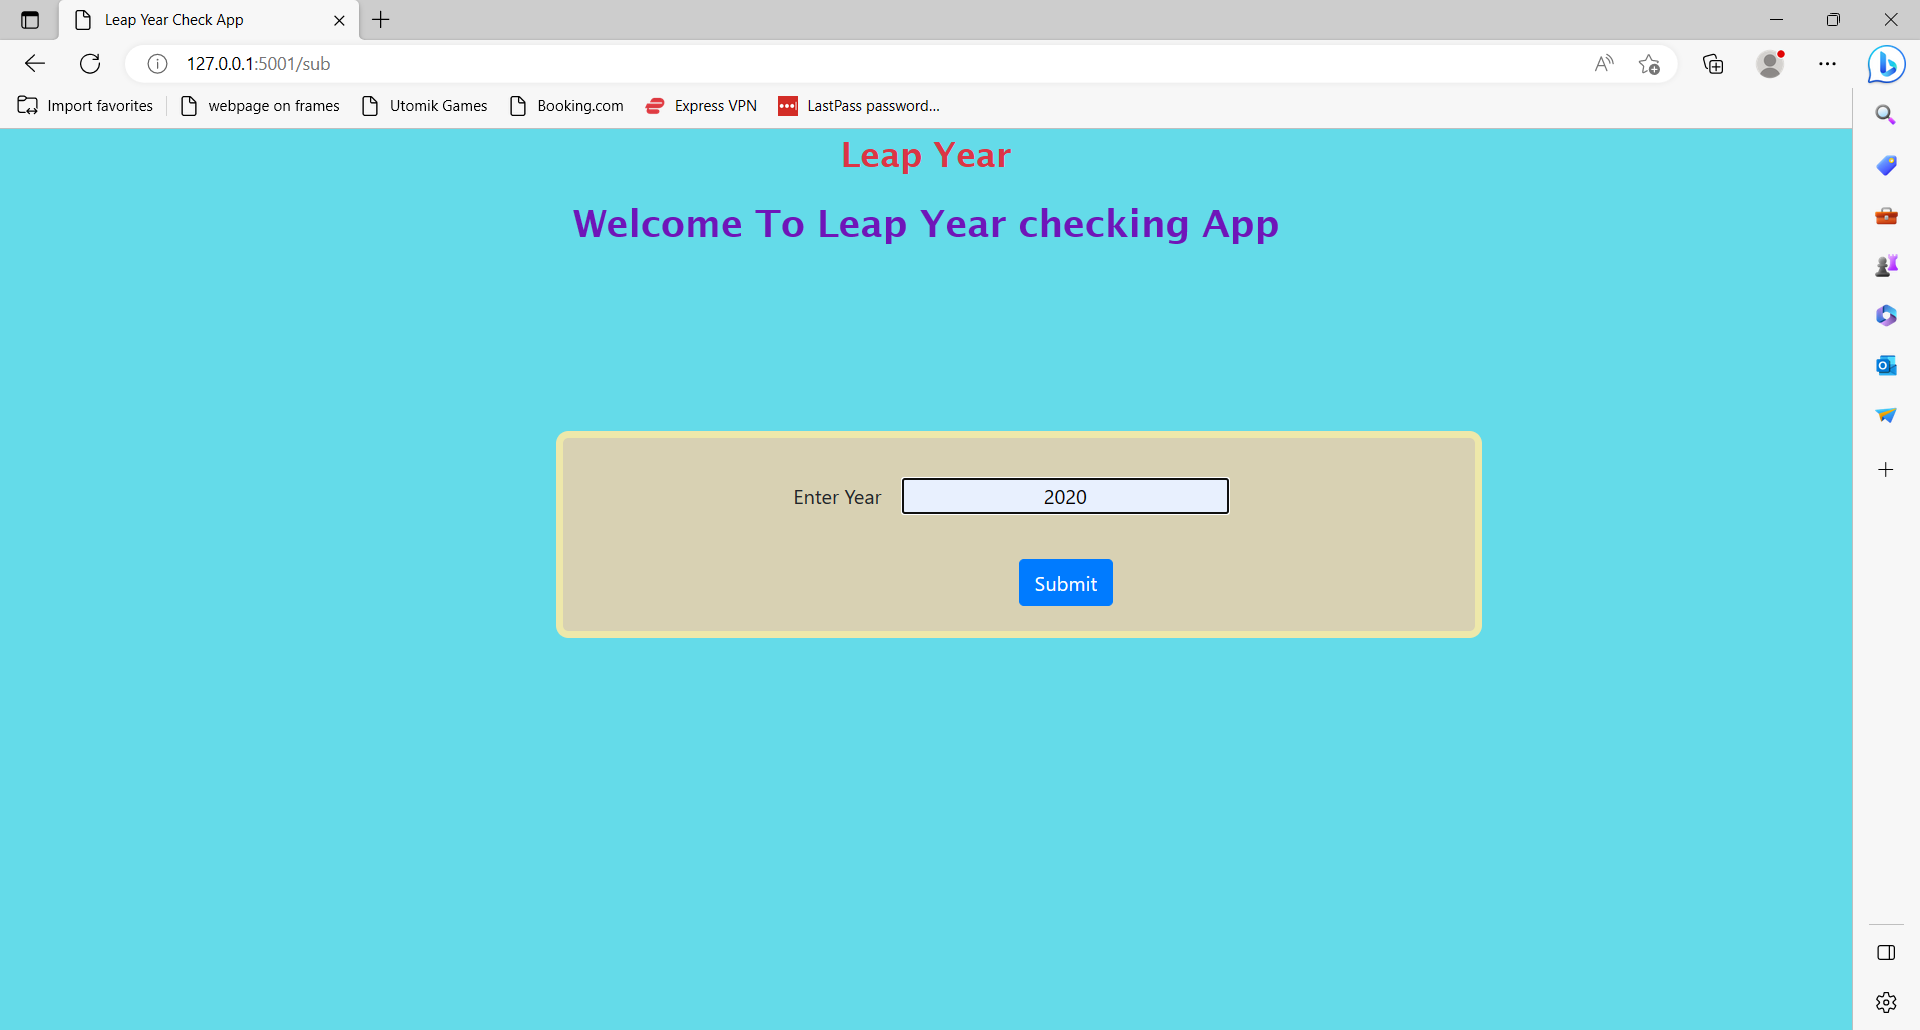 Leap Year Check App
127.0.0.1:5001/sub
Import favorites webpage on frames Utomik Games Booking.com Express VPN LastPass password...
Leap Year
Welcome To Leap Year checking App
Enter Year 2020
Submit